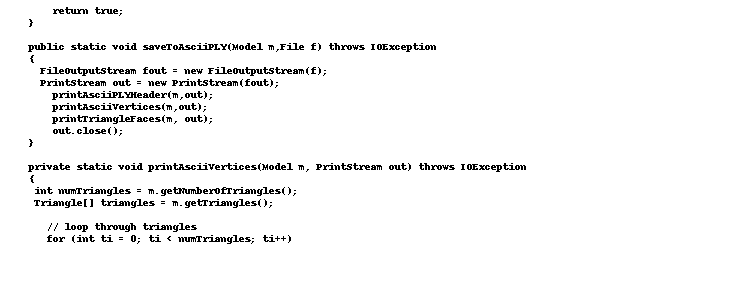 return true;
}
public static void saveToAsciiPLY(Model m,File f) throws IOException
{
FileOutputStream fout = new FileOutputStream(f);
PrintStream out = new PrintStream(fout);
printAsciiPLYHeader(m,out);
printAsciiVertices(m,out);
printTriangleFaces(m, out);
out.close();
}
private static void printAsciiVertices(Model m, PrintStream out) throws IOException
{
int numTriangles = m.getNumberOfTriangles();
Triangle[] triangles = m.getTriangles();
// loop through triangles
for (int ti = 0; ti < numTriangles; ti++)